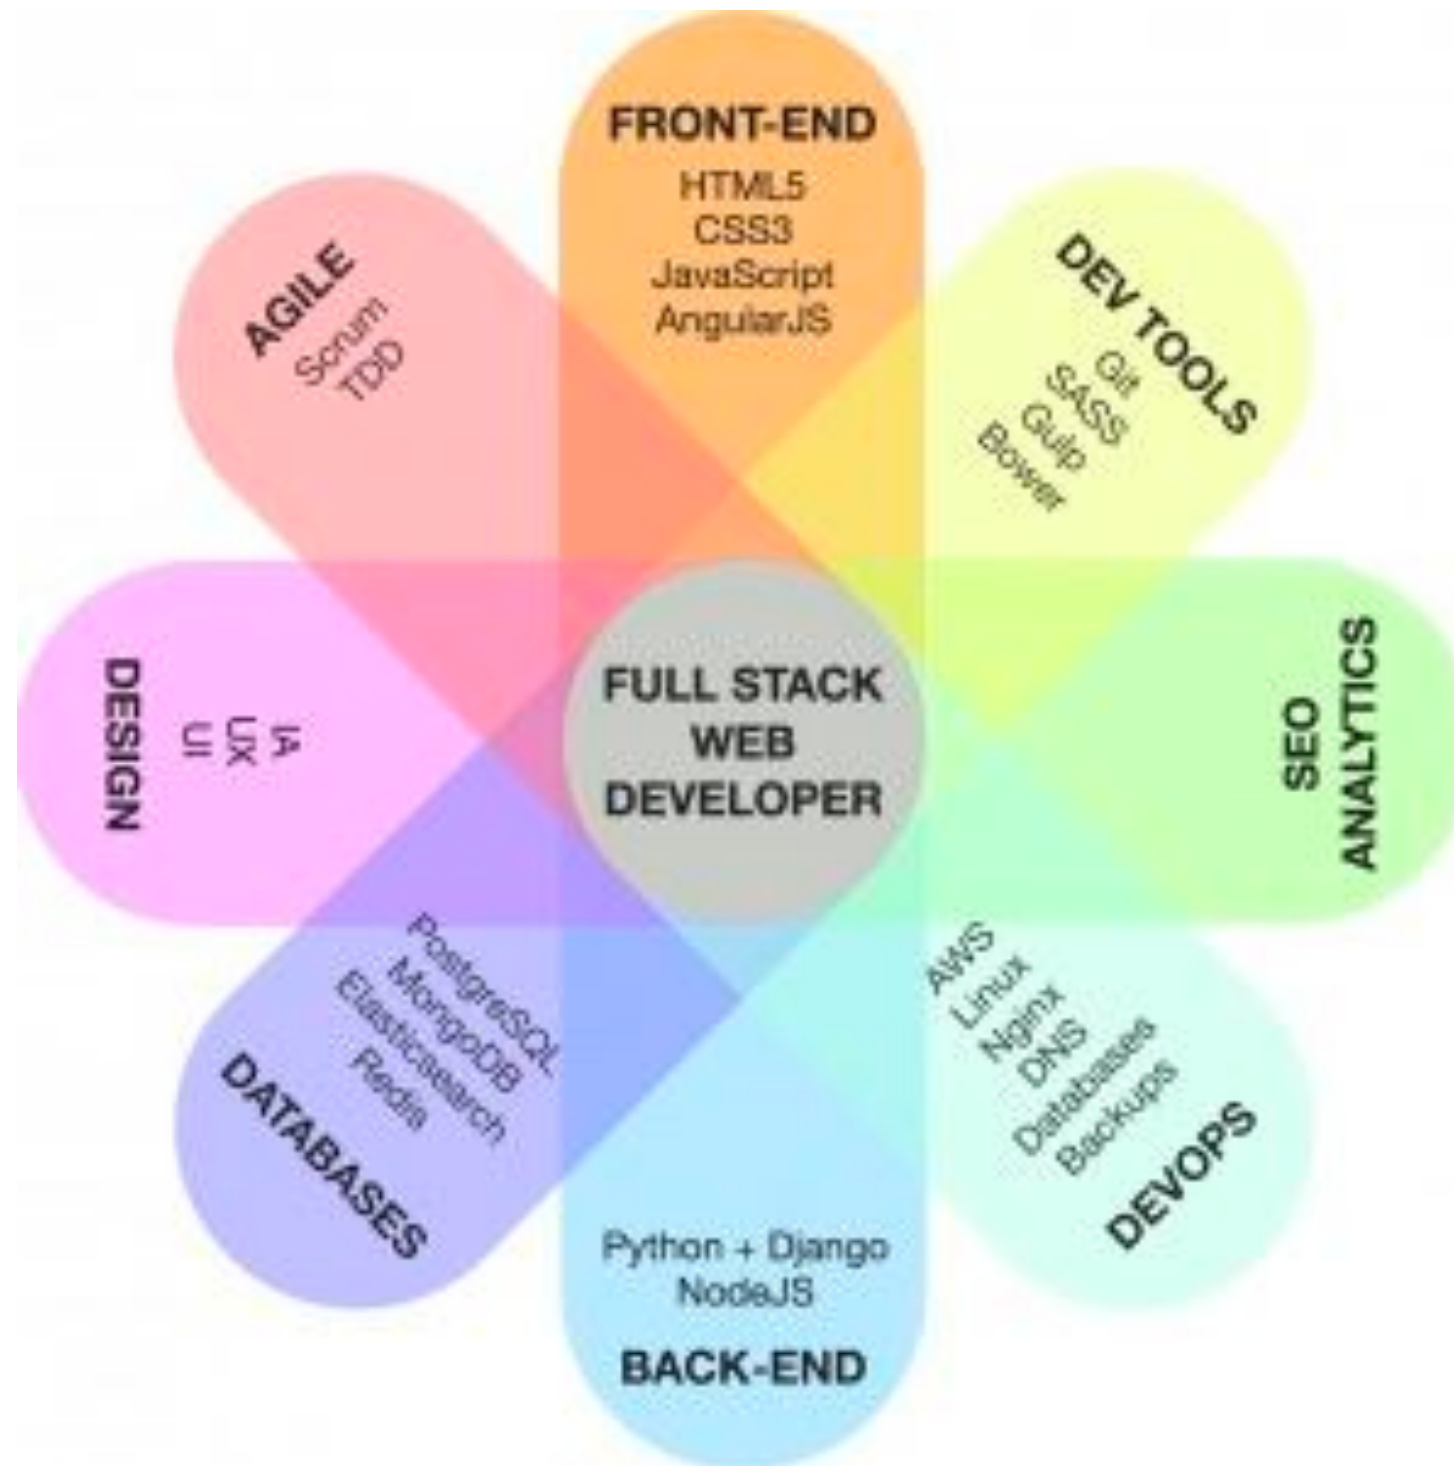 FRONT-END
HTML5
CSS3
JavaScript
AngularJS
DEV TOOLS
Git
SASS
Gulp
Bower
SEO
ANALYTICS
AWS
Linux
Nginx
DNS
Databases
Backups
DEVOPS
Python + Django
NodeJS
BACK-END
PostgreSQL
MongoDB
Elasticsearch
Redia
DATABASES
DESIGN
IA
UX
UI
AGILE
Scrum
TDD
FULL STACK
WEB
DEVELOPER